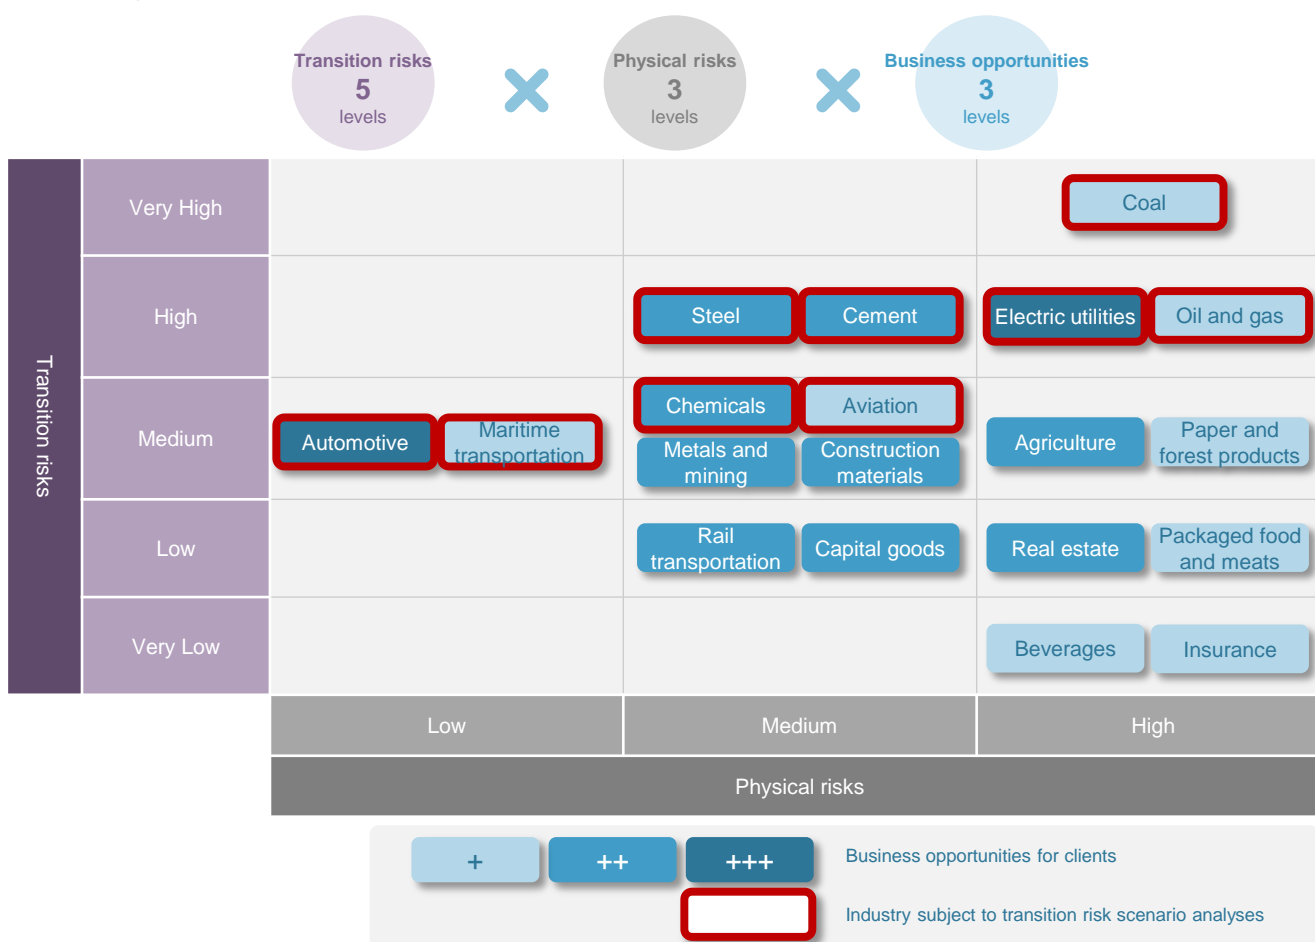 Transition risks
5
levels
Physical risks
3
levels
Business opportunities
3
levels
Transition risks
Very High
Coal
High
Steel
Cement
Electric utilities
Oil and gas
Medium
Automotive
Maritime
transportation
Chemicals
Aviation
Metals and
mining
Construction
materials
Agriculture
Paper and
forest products
Low
Rail
transportation
Capital goods
Real estate
Packaged food
and meats
Very Low
Beverages
Insurance
Low
Medium
High
Physical risks
+
++
+++
Business opportunities for clients
Industry subject to transition risk scenario analyses